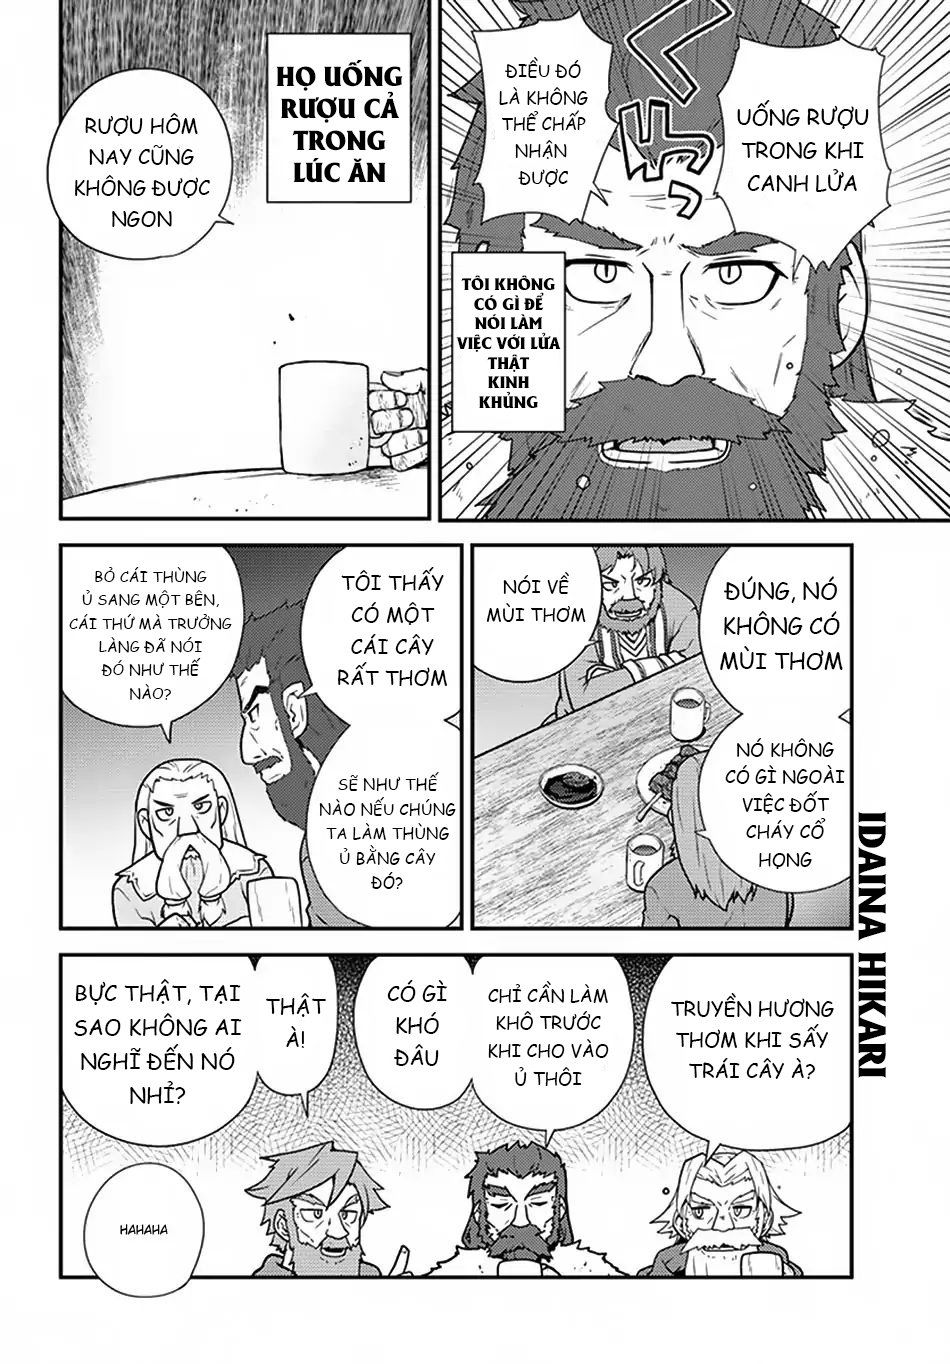 UỐNG RƯỢU
TRONG KHI
CANH LỬA
ĐIỀU ĐÓ
LÀ KHÔNG
THỂ CHẤP
NHẬN
ĐƯỢC
TÔI KHÔNG
CÓ GÌ ĐỂ
NÓI LÀM
VIỆC VỚI LỬA
THẬT
KINH
KHỦNG
HỌ UỐNG
RƯỢU CẢ
TRONG
LÚC ĂN
RƯỢU HÔM
NAY CŨNG
KHÔNG ĐƯỢC
NGON
ĐÚNG, NÓ
KHÔNG CÓ
MÙI THƠM
NÓ KHÔNG
CÓ GÌ NGOÀI
VIỆC ĐỐT
CHÁY CỔ
HỌNG
NÓI VỀ
MÙI THƠM
TÔI THẤY
CÓ MỘT
CÁI CÂY
RẤT THƠM
SẼ NHƯ THẾ
NÀO NẾU CHÚNG
TA LÀM THÙNG
Ủ BẰNG CÂY
ĐÓ?
BỎ CÁI THÙNG
Ủ SANG MỘT BÊN,
CÁI THỨ MÀ TRƯỞNG
LÀNG ĐÃ NÓI
ĐÓ NHƯ THẾ
NÀO?
IDAINA HIKARI
TRUYỀN HƯƠNG
THƠM KHI SẤY
TRÁI CÂY À?
CHỈ CẦN LÀM
KHÔ TRƯỚC
KHI CHO VÀO
Ủ THÔI
CÓ GÌ
KHÓ
ĐÂU
THẬT
À!
BỰC THẬT, TẠI
SAO KHÔNG AI
NGHĨ ĐẾN NÓ
NHỈ?
HAHAHA